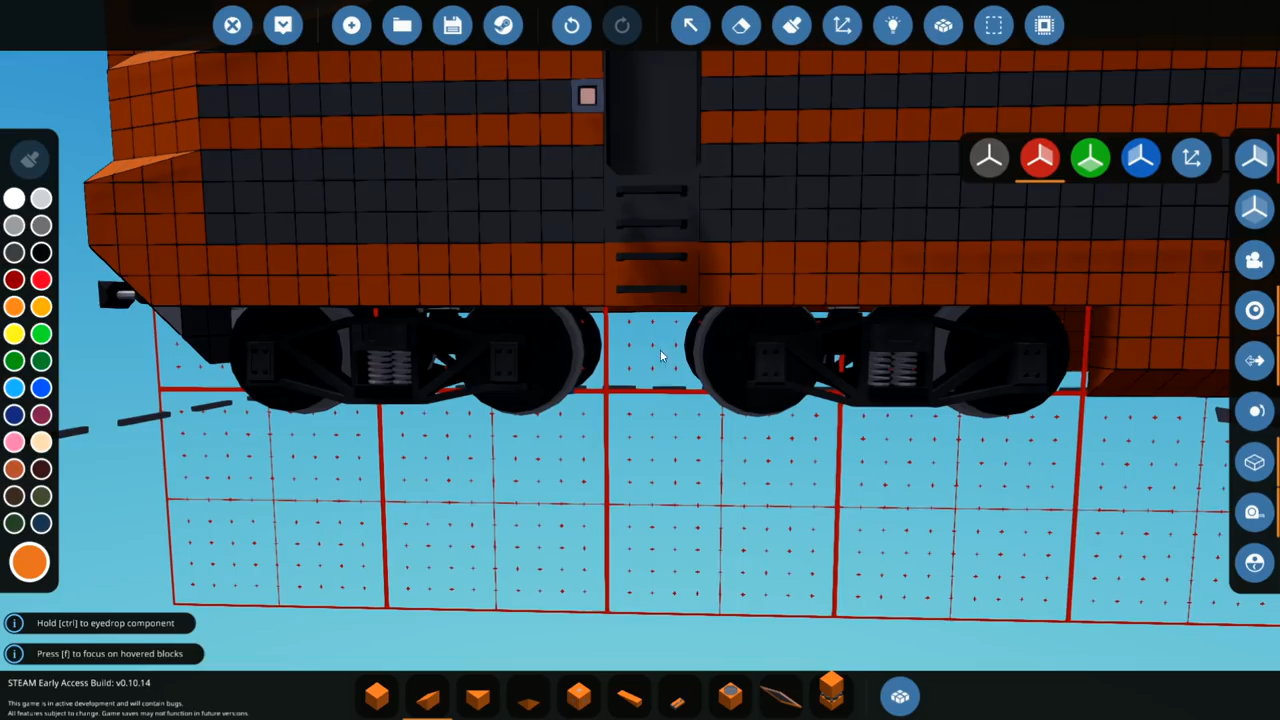 Hold [ctrl] to eyedrop component
Press [f] to focus on hovered blocks
STEAM Early Access Build: v0.10.14
This game is in active development and will contain bugs.
All features subject to change. Game saves may not function in future versions.